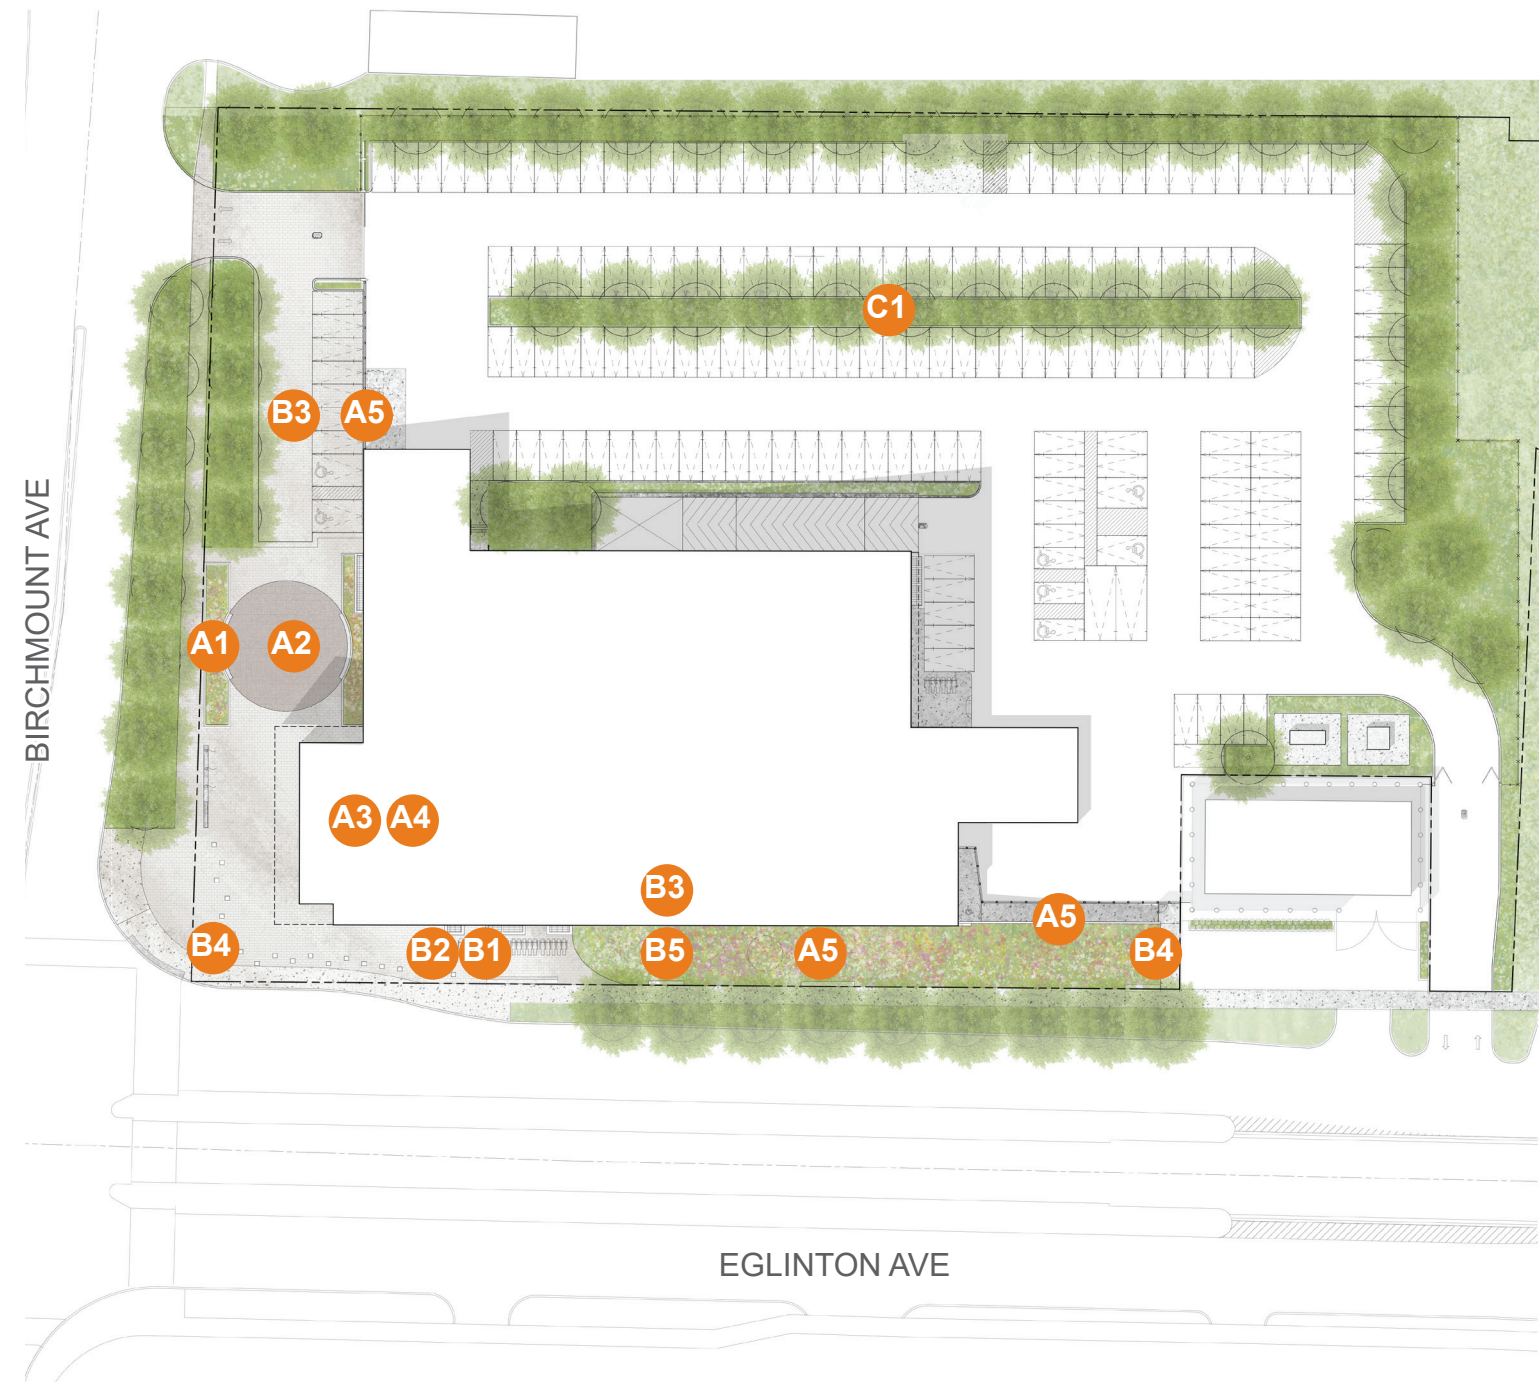 C1
B3 A5
BIRCHMOUNT AVE
A1 A2
A3 A4
B3
A5
B4 B2 B1 B5 A5 B4
EGLINTON AVE